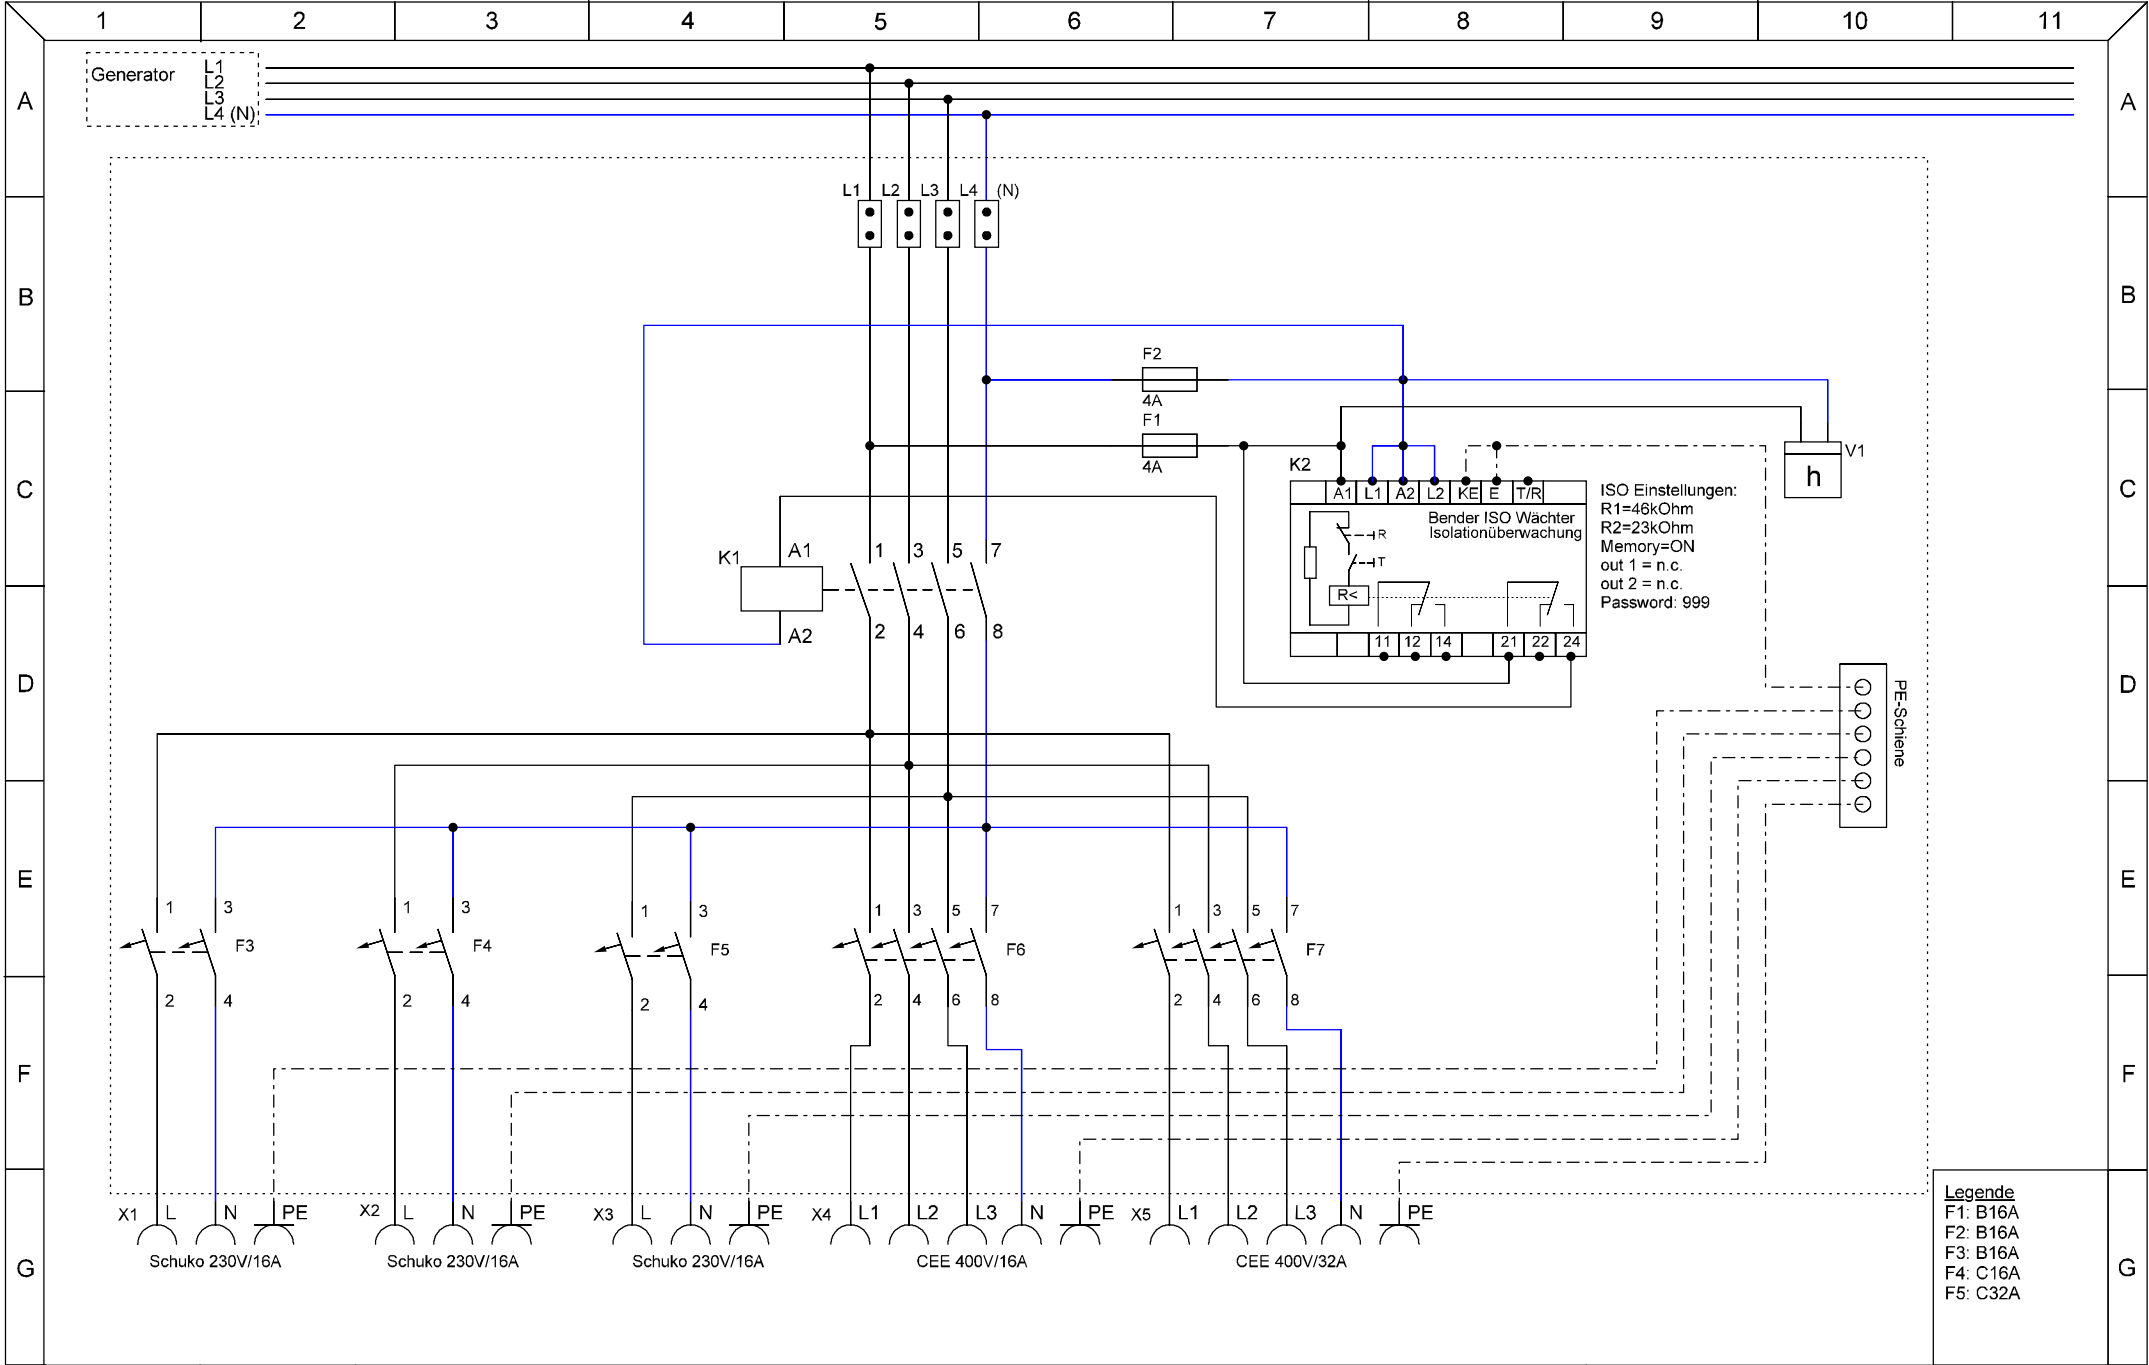 1 2 3 4 5 6 7 8 9 10 11
Generator L1
L2
L3
L4 (N)
A A
L1 L2 L3 L4 (N)
B B
F2
4A
F1
4A
K2
V1
h
C C
A1 L1 A2 L2 KE E T/R
Bender ISO Wächter
Isolationüberwachung
R
T
R<
11 12 14 21 22 24
ISO Einstellungen:
R1=46kOhm
R2=23kOhm
Memory=ON
out 1 = n.c.
out 2 = n.c.
Password: 999
K1 A1 1 3 5 7
A2 2 4 6 8
D D
PE-Schiene
E E
1 3 1 3 1 3 1 3 5 7 1 3 5 7
F3 F4 F5 F6 F7
2 4 2 4 2 4 2 4 6 8 2 4 6 8
F F
X1 L N PE X2 L N PE X3 L N PE X4 L1 L2 L3 N PE X5 L1 L2 L3 N PE
Schuko 230V/16A Schuko 230V/16A Schuko 230V/16A CEE 400V/16A CEE 400V/32A
G G
Legende
F1: B16A
F2: B16A
F3: B16A
F4: C16A
F5: C32A